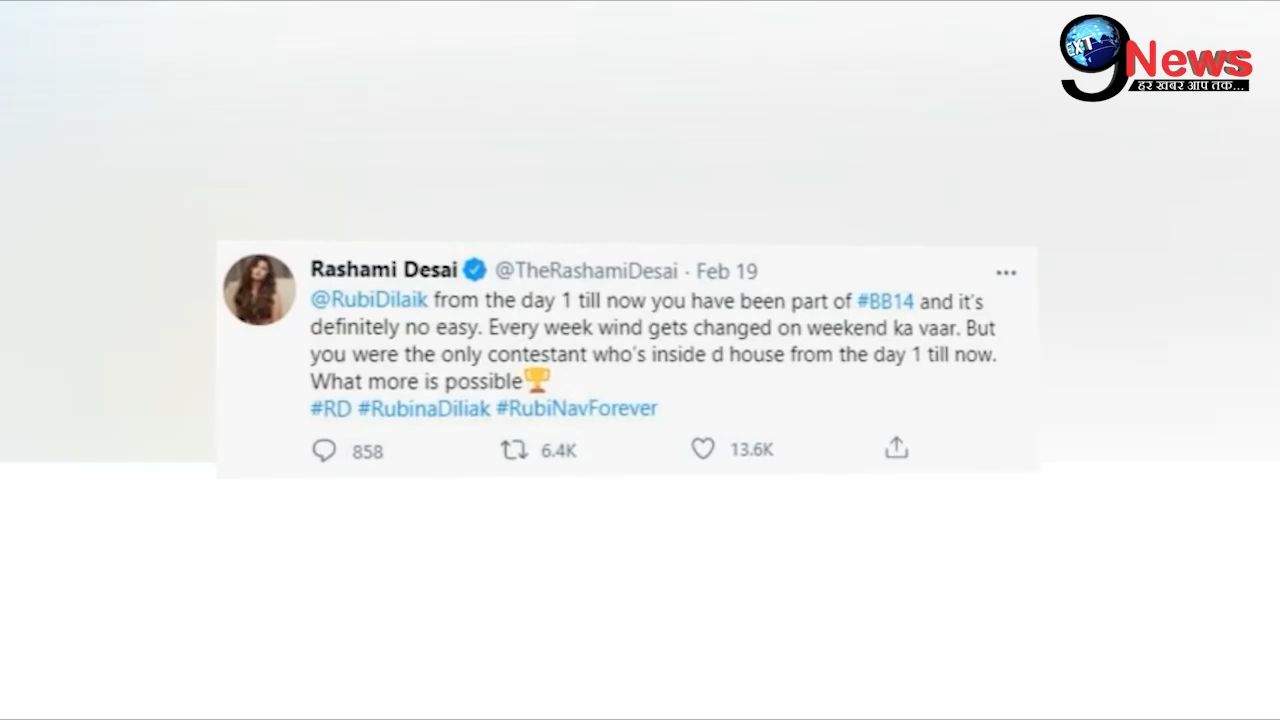 EXT
9 News
हर खबर आप तक...
Rashami Desai @TheRashamiDesai · Feb 19
@RubiDilaik from the day 1 till now you have been part of #BB14 and it's
definitely no easy. Every week wind gets changed on weekend ka vaar. But
you were the only contestant who's inside d house from the day 1 till now.
What more is possible🏆
#RD #RubinaDiliak #RubiNavForever
858 6.4K 13.6K